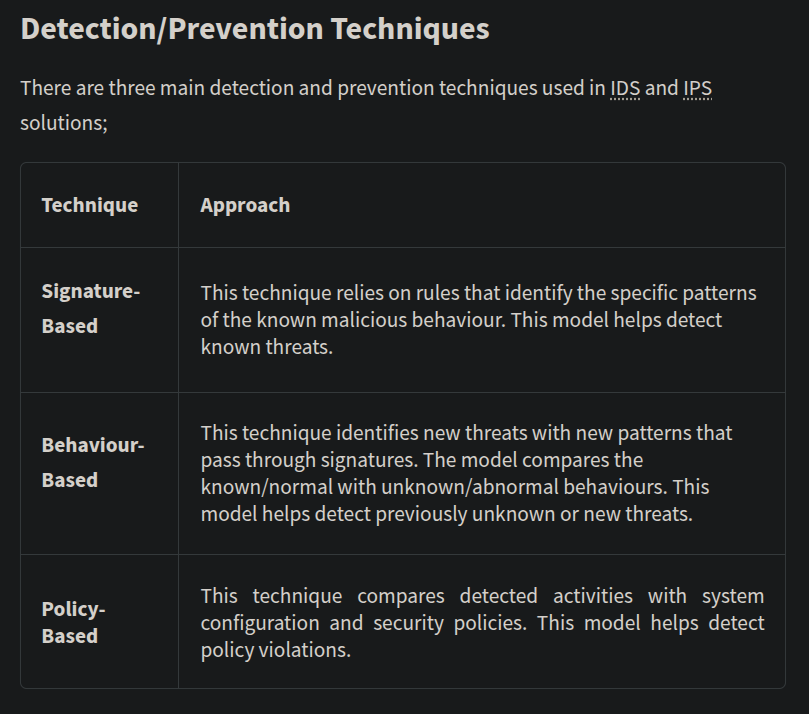 Detection/Prevention Techniques
There are three main detection and prevention techniques used in IDS and IPS
solutions;
Technique
Approach
Signature-
Based
This technique relies on rules that identify the specific patterns
of the known malicious behaviour. This model helps detect
known threats.
Behaviour-
Based
This technique identifies new threats with new patterns that
pass through signatures. The model compares the
known/normal with unknown/abnormal behaviours. This
model helps detect previously unknown or new threats.
Policy-
Based
This technique compares detected activities with system
configuration and security policies. This model helps detect
policy violations.